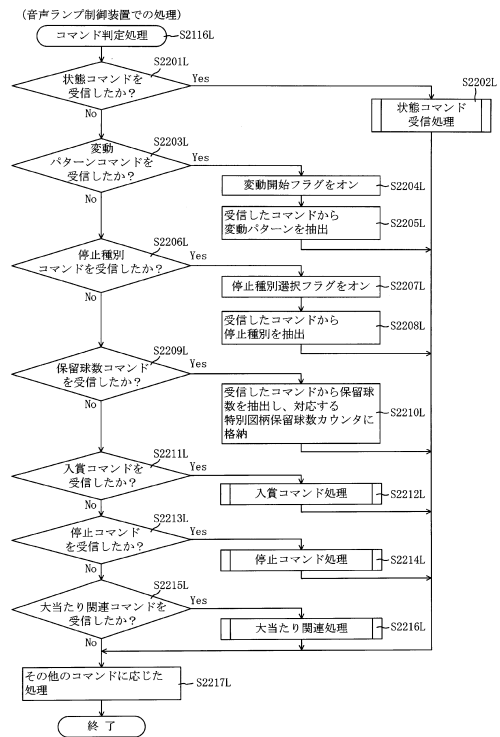 (音声ランプ制御装置での処理)
コマンド判定処理
S2116L
状態コマンドを
受信したか?
S2201L
Yes
No
S2202L
状態コマンド
受信処理
変動
パターンコマンドを
受信したか?
S2203L
Yes
No
変動開始フラグをオン
S2204L
受信したコマンドから
変動パターンを抽出
S2205L
停止種別
コマンドを受信したか?
S2206L
Yes
No
停止種別選択フラグをオン
S2207L
受信したコマンドから
停止種別を抽出
S2208L
保留球数コマンド
を受信したか?
S2209L
Yes
No
受信したコマンドから保留球
数を抽出し、対応する
特別図柄保留球数カウンタに
格納
S2210L
入賞コマンドを
受信したか?
S2211L
Yes
No
入賞コマンド処理
S2212L
停止コマンド
を受信したか?
S2213L
Yes
No
停止コマンド処理
S2214L
大当たり関連コマンドを
受信したか?
S2215L
Yes
No
大当たり関連処理
S2216L
その他のコマンドに応じた
処理
S2217L
終了